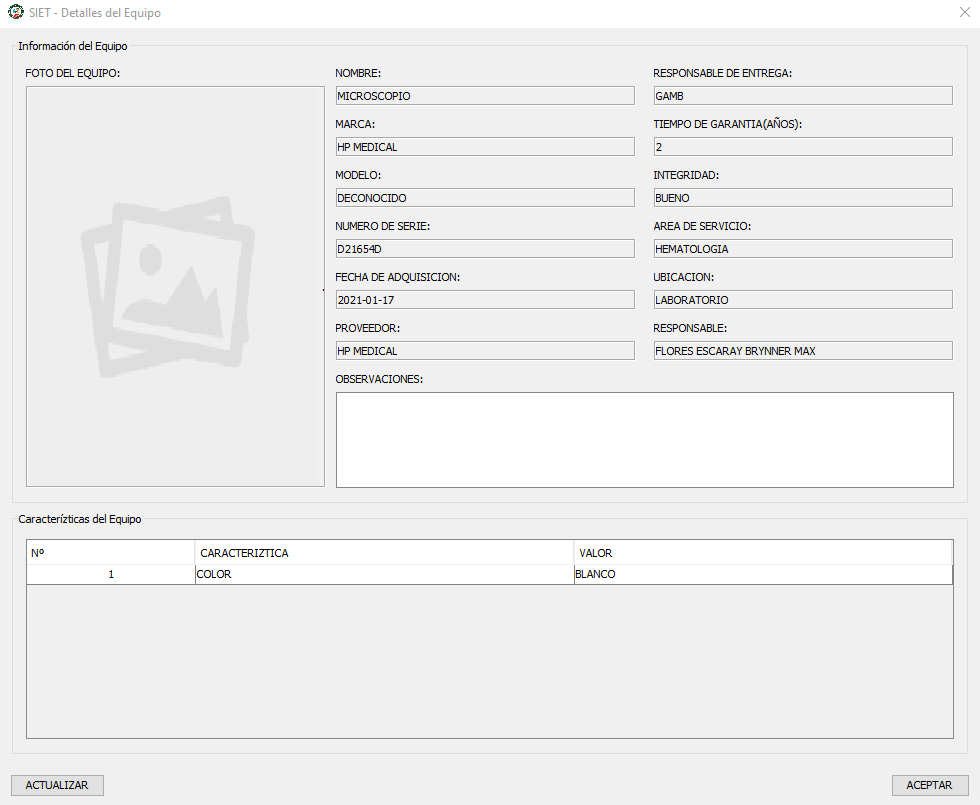 SIET - Detalles del Equipo
Información del Equipo
FOTO DEL EQUIPO:
NOMBRE:
MICROSCOPIO
MARCA:
HP MEDICAL
MODELO:
DECONOCIDO
NUMERO DE SERIE:
D21654D
FECHA DE ADQUISICION:
2021-01-17
PROVEEDOR:
HP MEDICAL
RESPONSABLE DE ENTREGA:
GAMB
TIEMPO DE GARANTIA(AÑOS):
2
INTEGRIDAD:
BUENO
AREA DE SERVICIO:
HEMATOLOGIA
UBICACION:
LABORATORIO
RESPONSABLE:
FLORES ESCARAY BRYNNER MAX
OBSERVACIONES:
Caracterízticas del Equipo
Nº CARACTERIZTICA VALOR
1 COLOR BLANCO
ACTUALIZAR ACEPTAR